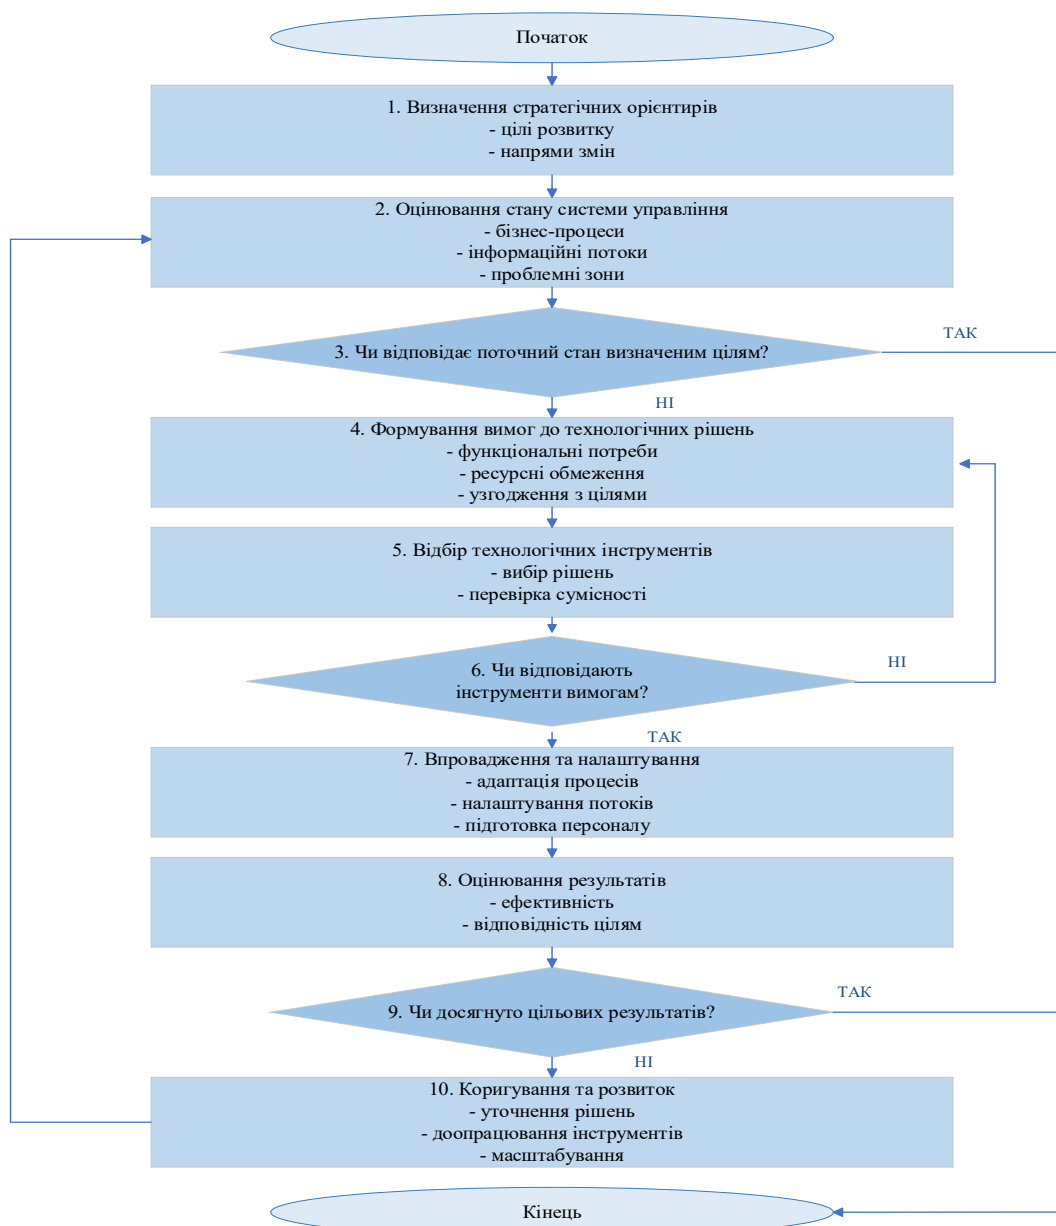 Початок
1. Визначення стратегічних орієнтирів
- цілі розвитку
- напрями змін
2. Оцінювання стану системи управління
- бізнес-процеси
- інформаційні потоки
- проблемні зони
ТАК
3. Чи відповідає поточний стан визначеним цілям?
НІ
4. Формування вимог до технологічних рішень
- функціональні потреби
- ресурсні обмеження
- узгодження з цілями
5. Відбір технологічних інструментів
- вибір рішень
- перевірка сумісності
6. Чи відповідають
інструменти вимогам?
НІ
ТАК
7. Впровадження та налаштування
- адаптація процесів
- налаштування потоків
- підготовка персоналу
8. Оцінювання результатів
- ефективність
- відповідність цілям
ТАК
9. Чи досягнуто цільових результатів?
НІ
10. Коригування та розвиток
- уточнення рішень
- доопрацювання інструментів
- масштабування
Кінець